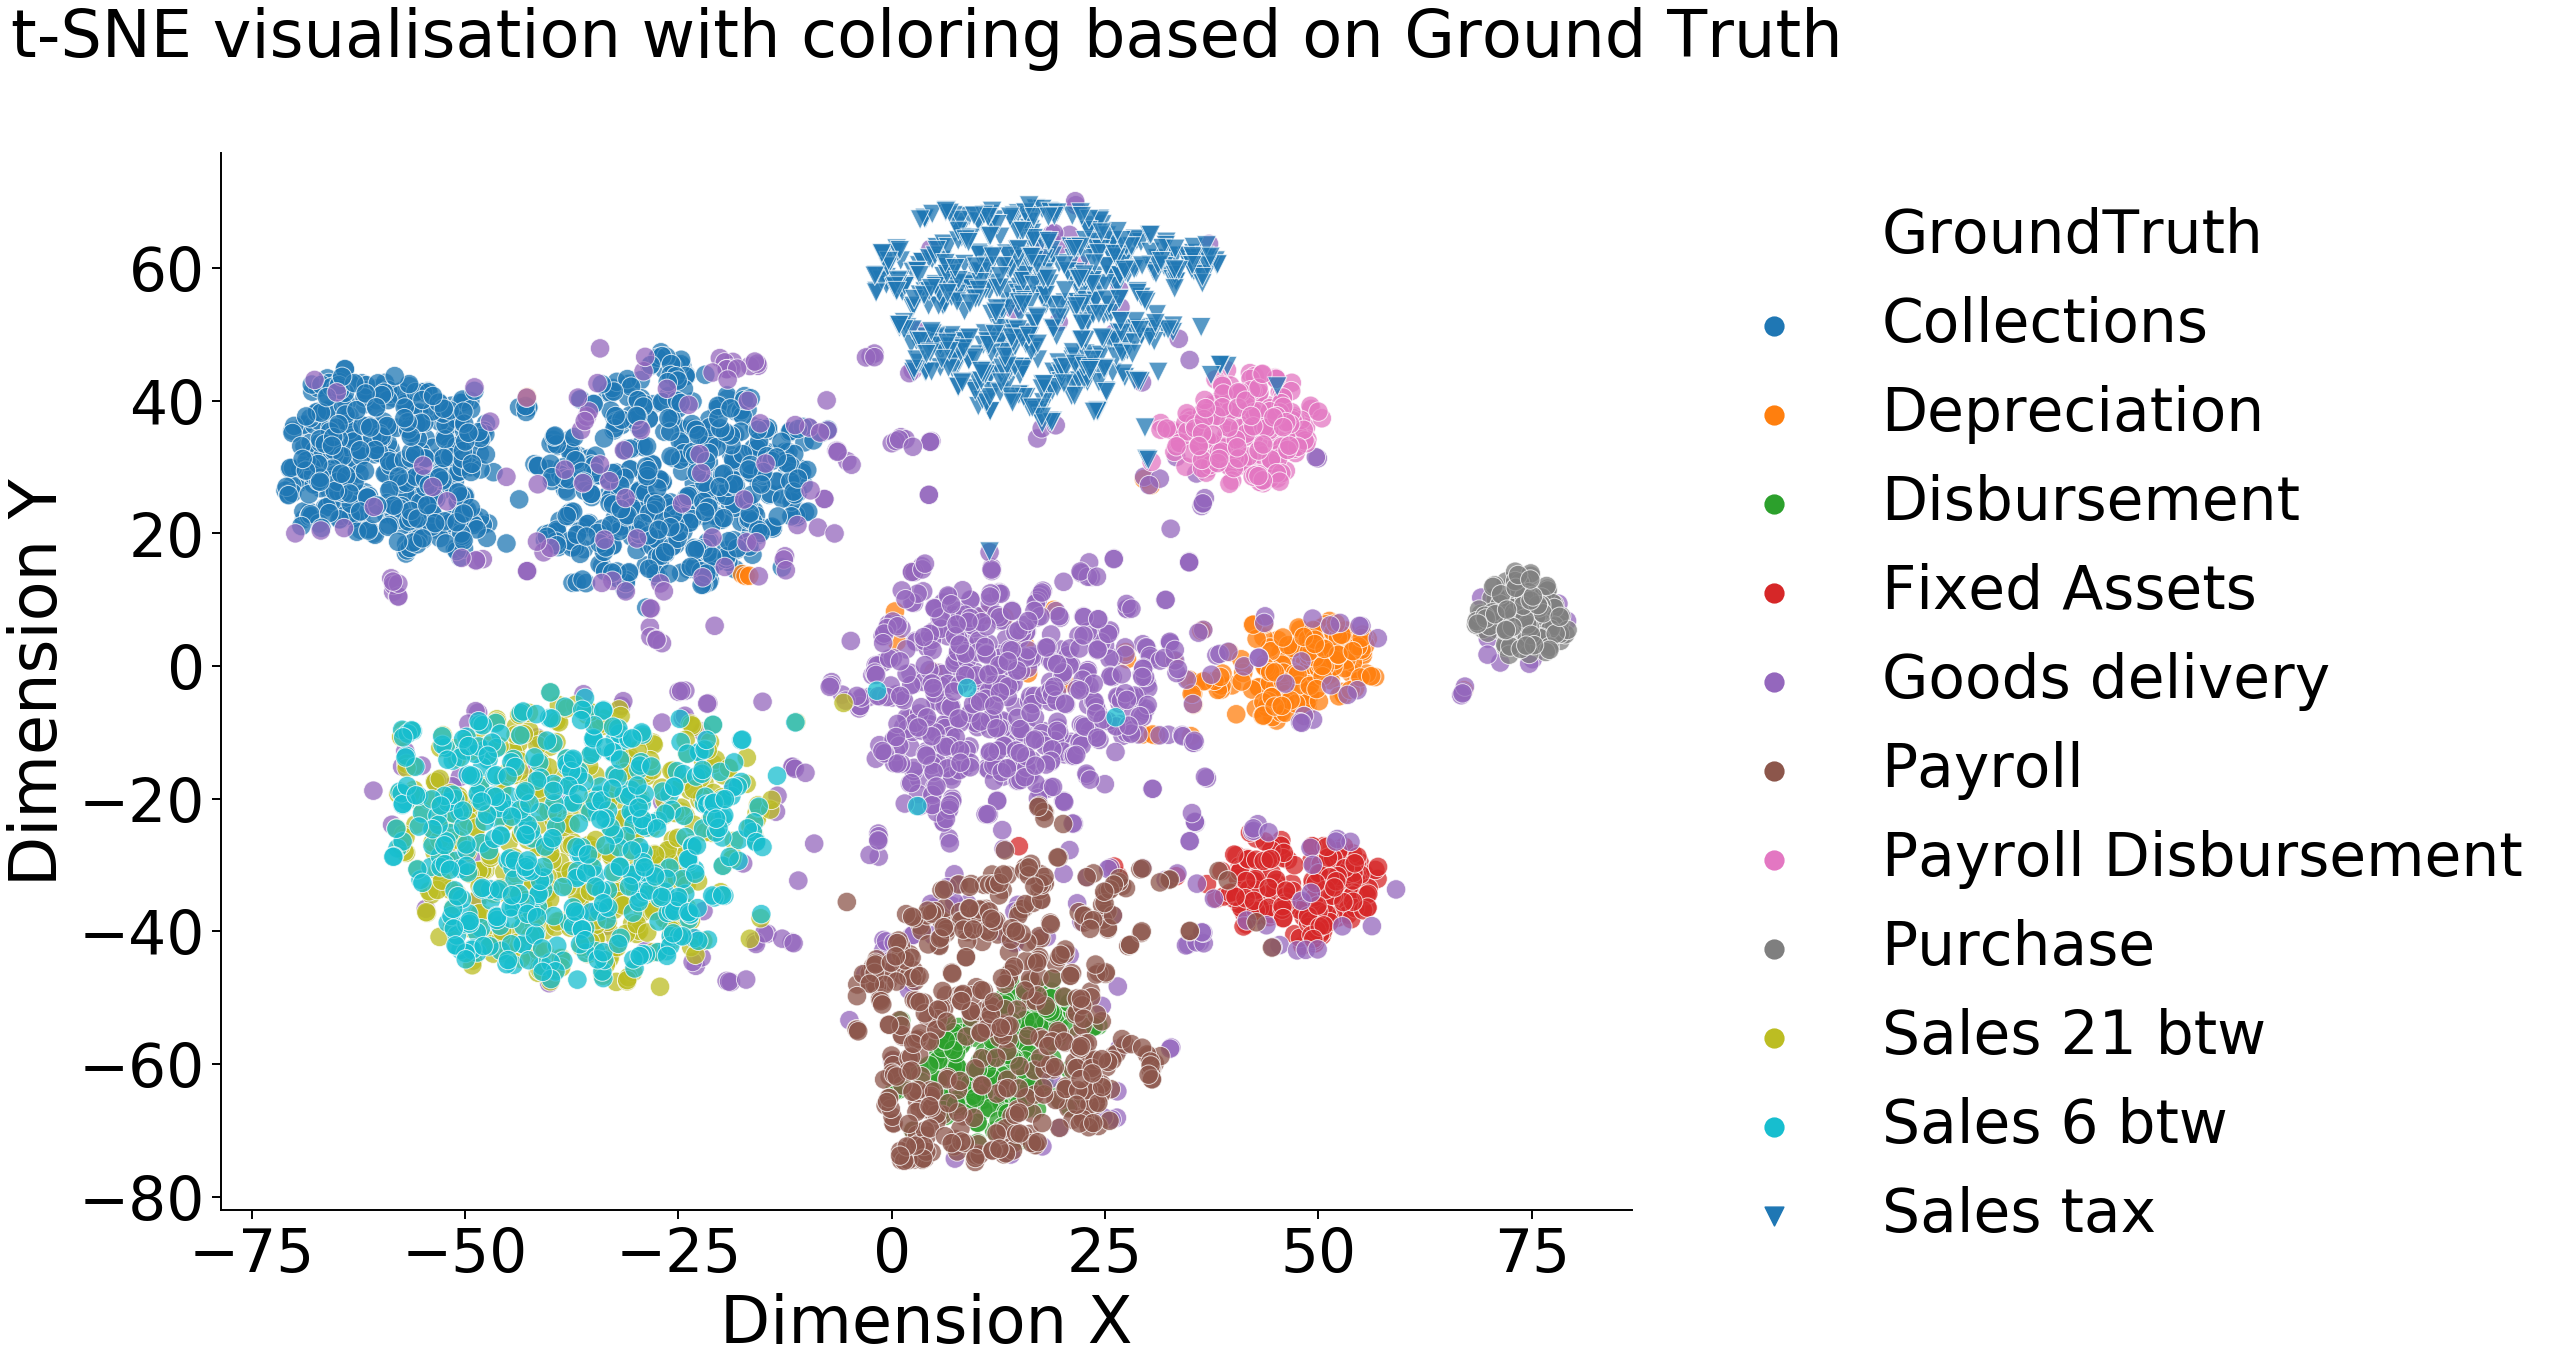 t-SNE visualisation with coloring based on Ground Truth
60
40
20
0
−20
−40
−60
−80
Dimension Y
−75
−50
−25
0
25
50
75
Dimension X
GroundTruth
Collections
Depreciation
Disbursement
Fixed Assets
Goods delivery
Payroll
Payroll Disbursement
Purchase
Sales 21 btw
Sales 6 btw
Sales tax